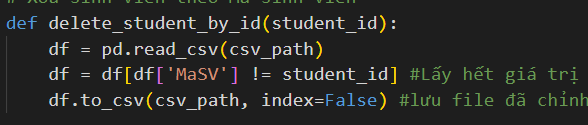 # Xoá sinh viên theo Mã sinh viên
def delete_student_by_id(student_id):
    df = pd.read_csv(csv_path)
    df = df[df['MaSV'] != student_id] #Lấy hết giá trị
    df.to_csv(csv_path, index=False) #lưu file đã chỉnh